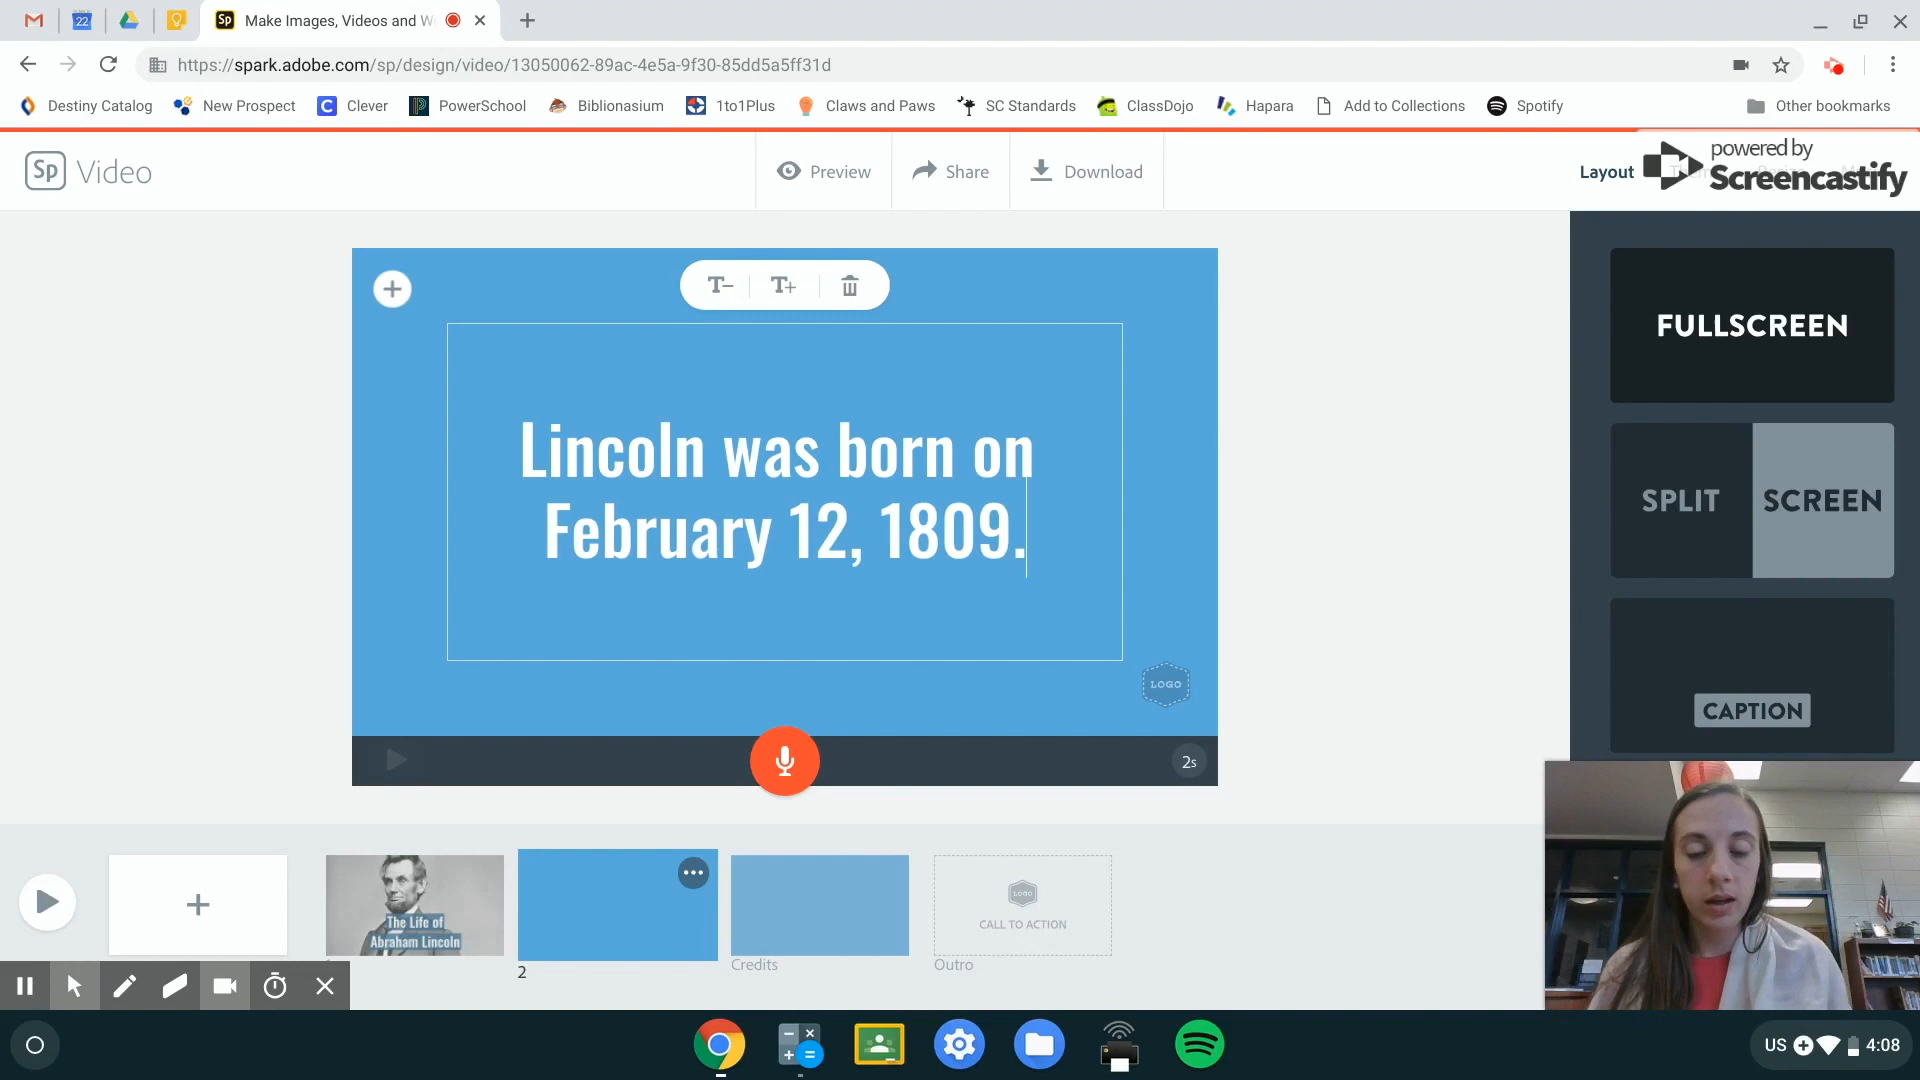 22
Sp
Make Images, Videos and W
https://spark.adobe.com/sp/design/video/13050062-89ac-4e5a-9f30-85dd5a5ff31d
Destiny Catalog
New Prospect
C
Clever
PowerSchool
Biblionasium
1to1Plus
Claws and Paws
SC Standards
ClassDojo
Hapara
Add to Collections
Spotify
Other bookmarks
Sp
Video
Preview
Share
Download
Layout
powered by
Screencastify
T-
T+
Lincoln was born on
February 12, 1809.
LOGO
2s
FULLSCREEN
SPLIT
SCREEN
CAPTION
The Life of
Abraham Lincoln
2
Credits
LOGO
CALL TO ACTION
Outro
US
4:08